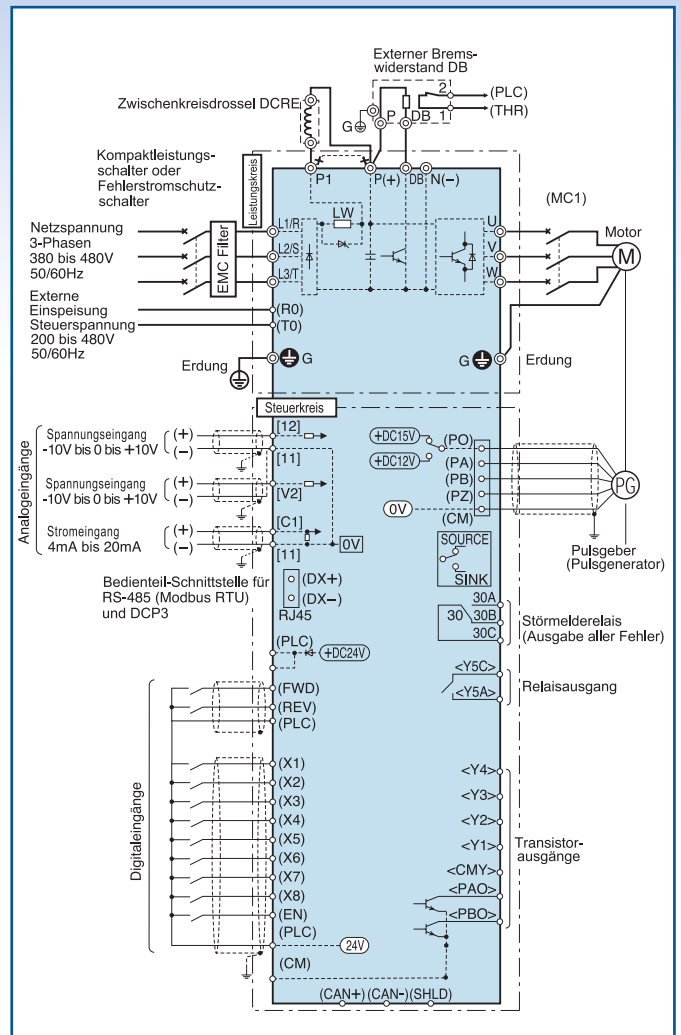 Externer Brems-
widerstand DB
Zwischenkreisdrossel DCRE
2
(PLC)
(THR)
G
P
DB
1
Kompaktleistungs-
schalter oder
Fehlerstromschutz-
schalter
Leistungskreis
P1
P(+)
DB
N(-)
(MC1)
Netzspannung
3-Phasen
380 bis 480V
50/60Hz
EMC Filter
L1/R
L2/S
L3/T
LW
U
V
W
Motor
M
Externe
Einspeisung
Steuerspannung
200 bis 480V
50/60Hz
(R0)
(T0)
Erdung
G
G
Erdung
Steuerkreis
Analogeingänge
Spannungseingang
-10V bis 0 bis +10V
(+)
(-)
[12]
[11]
Spannungseingang
-10V bis 0 bis +10V
(+)
(-)
[V2]
Stromeingang
4mA bis 20mA
(+)
(-)
[C1]
[11]
0V
+DC15V
+DC12V
0V
(PO)
(PA)
(PB)
(PZ)
(CM)
PG
Pulsgeber
(Pulsgenerator)
SOURCE
SINK
Bedienteil-Schnittstelle für
RS-485 (Modbus RTU)
und DCP3
(DX+)
(DX-)
RJ45
30
30A
30B
30C
Störmelderelais
(Ausgabe aller Fehler)
(PLC)
+DC24V
<Y5C>
<Y5A>
Relaisausgang
Digitaleingänge
(FWD)
(REV)
(PLC)
(X1)
(X2)
(X3)
(X4)
(X5)
(X6)
(X7)
(X8)
(EN)
(PLC)
24V
(CM)
<Y4>
<Y3>
<Y2>
<Y1>
<CMY>
<PAO>
<PBO>
Transistor-
ausgänge
(CAN+) (CAN-) (SHLD)